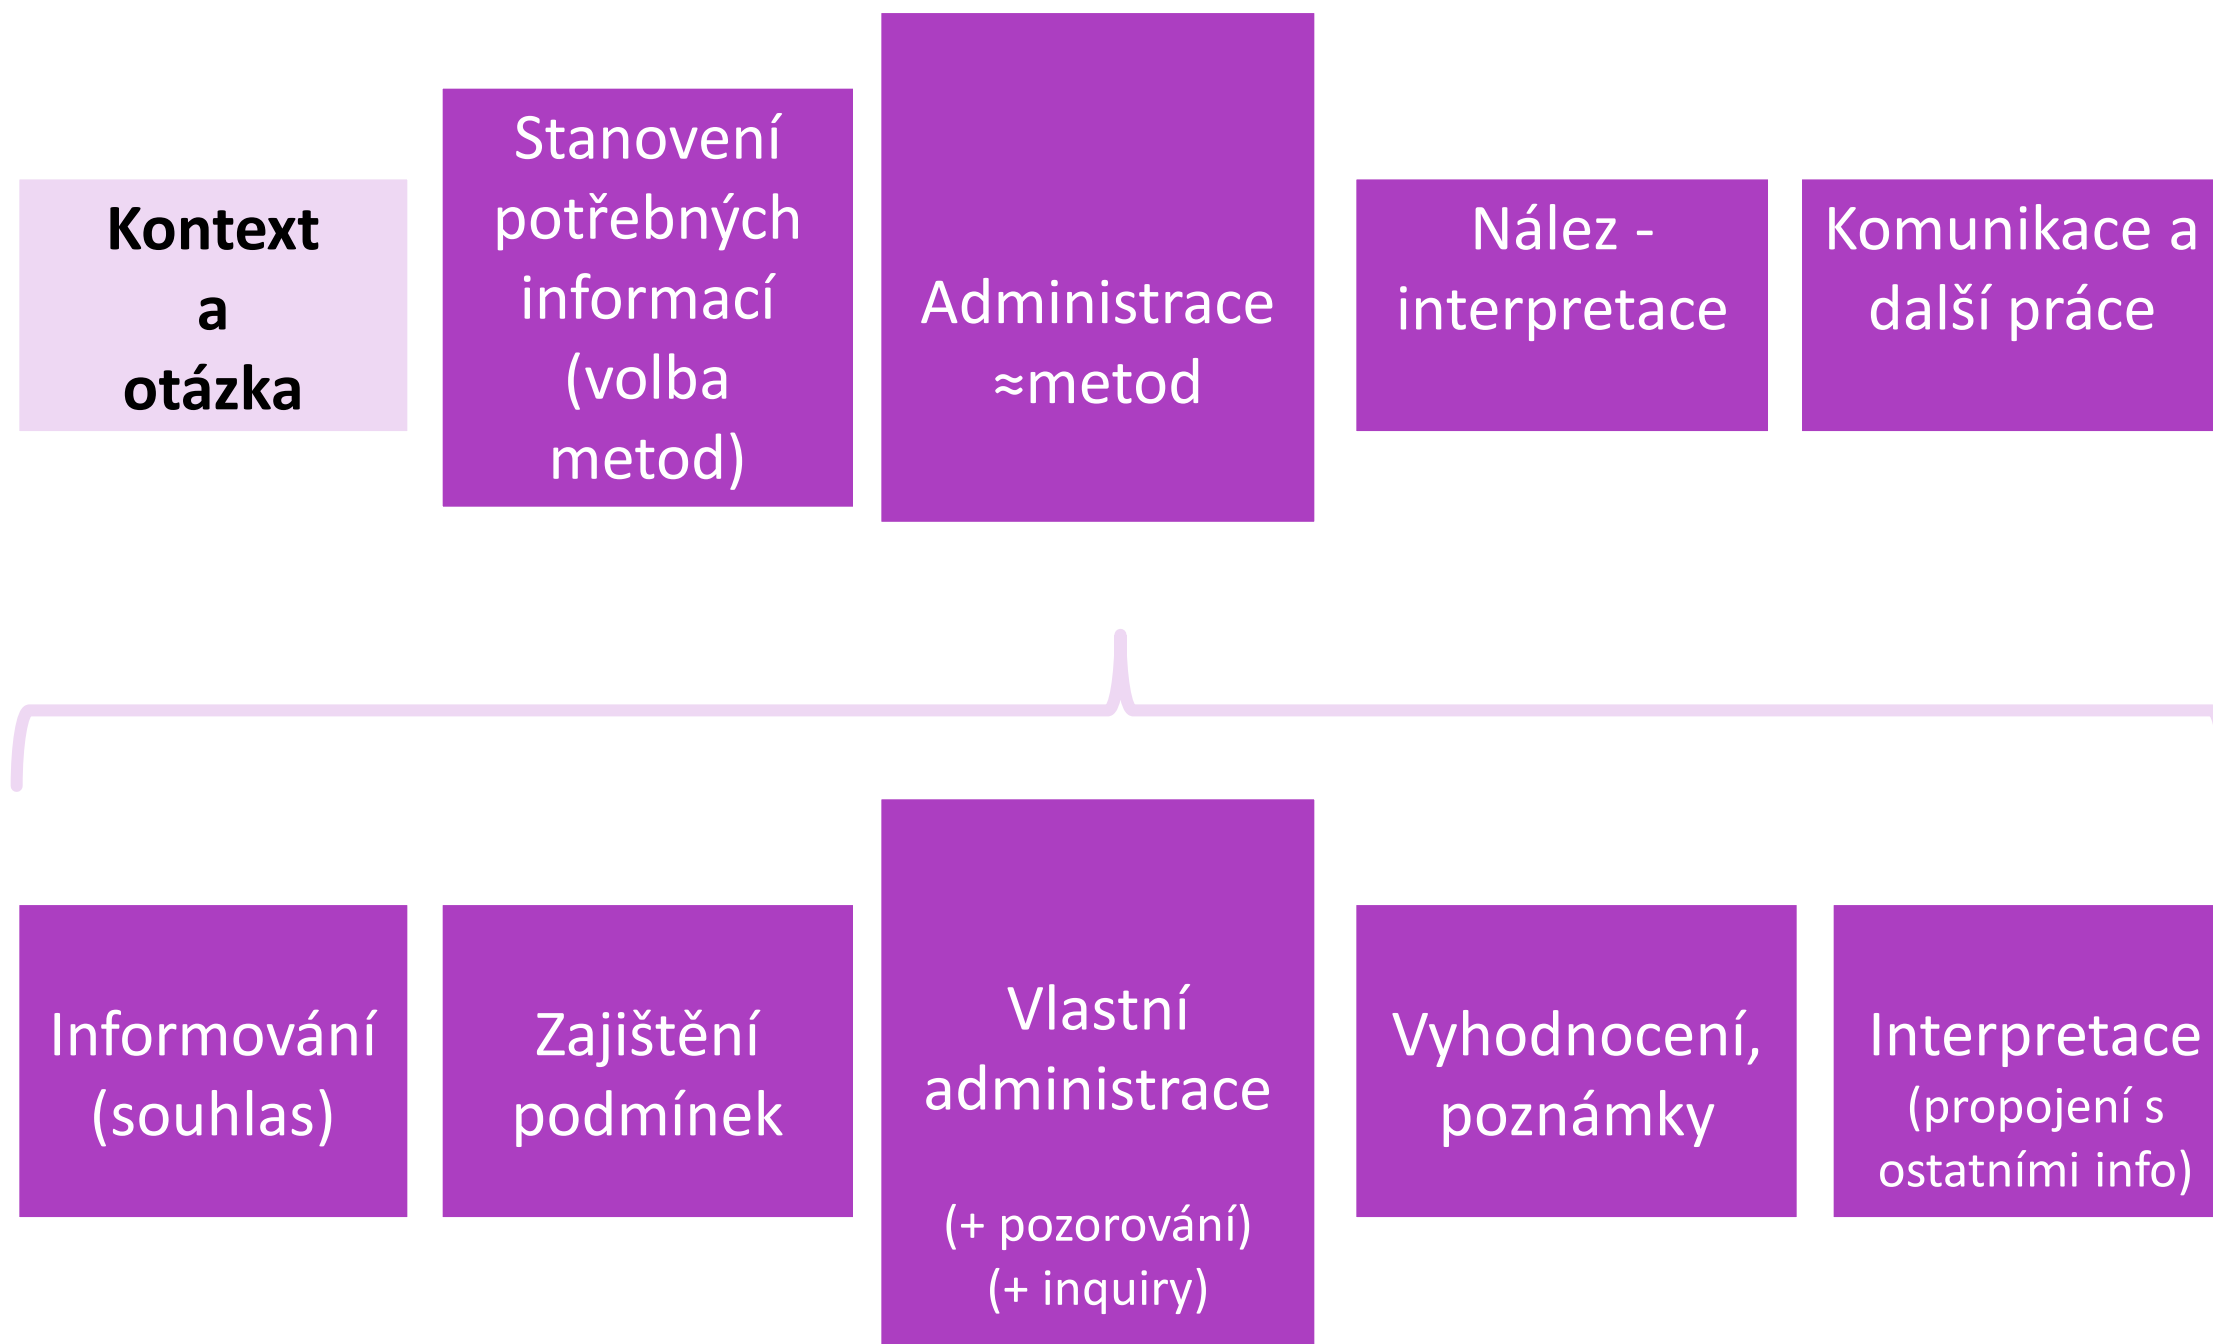 Kontext
a
otázka
Stanovení
potřebných
informací
(volba
metod)
Administrace
≈metod
Nález -
interpretace
Komunikace a
další práce
Informování
(souhlas)
Zajištění
podmínek
Vlastní
administrace
(+ pozorování)
(+ inquiry)
Vyhodnocení,
poznámky
Interpretace
(propojení s
ostatními info)